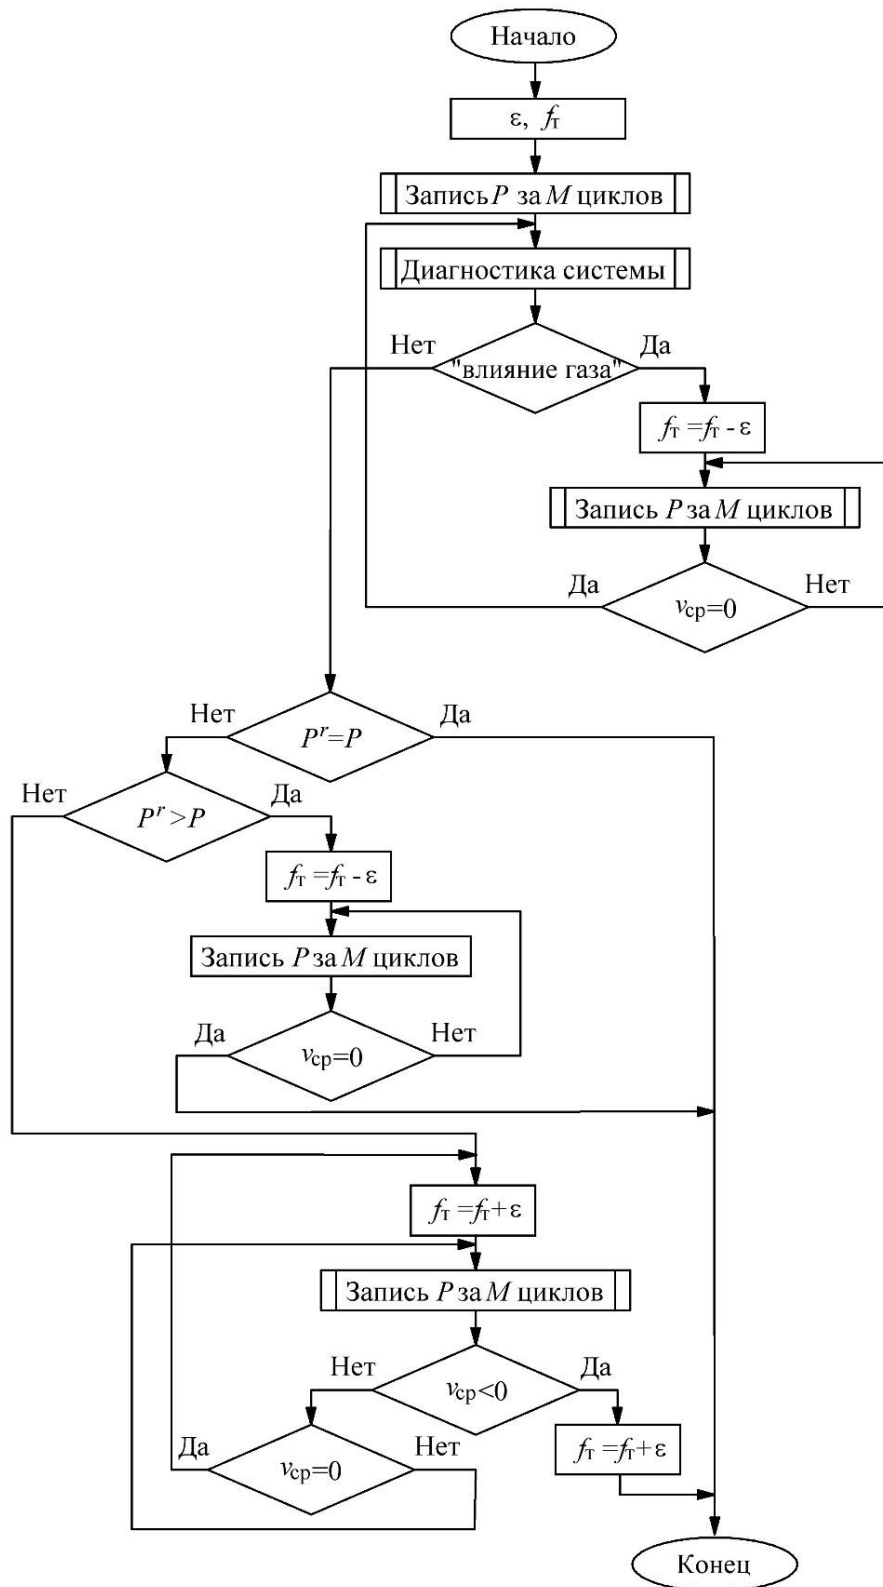 Начало
ε, fт
Запись P за M циклов
Диагностика системы
Нет
Да
"влияние газа"
fт =fт - ε
Запись P за M циклов
Да
Нет
vср=0
Нет
Да
Pʳ=P
Нет
Да
Pʳ >P
fт =fт - ε
Запись P за M циклов
Да
Нет
vср=0
fт =fт+ ε
Запись P за M циклов
Нет
Да
vср<0
fт =fт+ ε
Да
Нет
vср=0
Конец